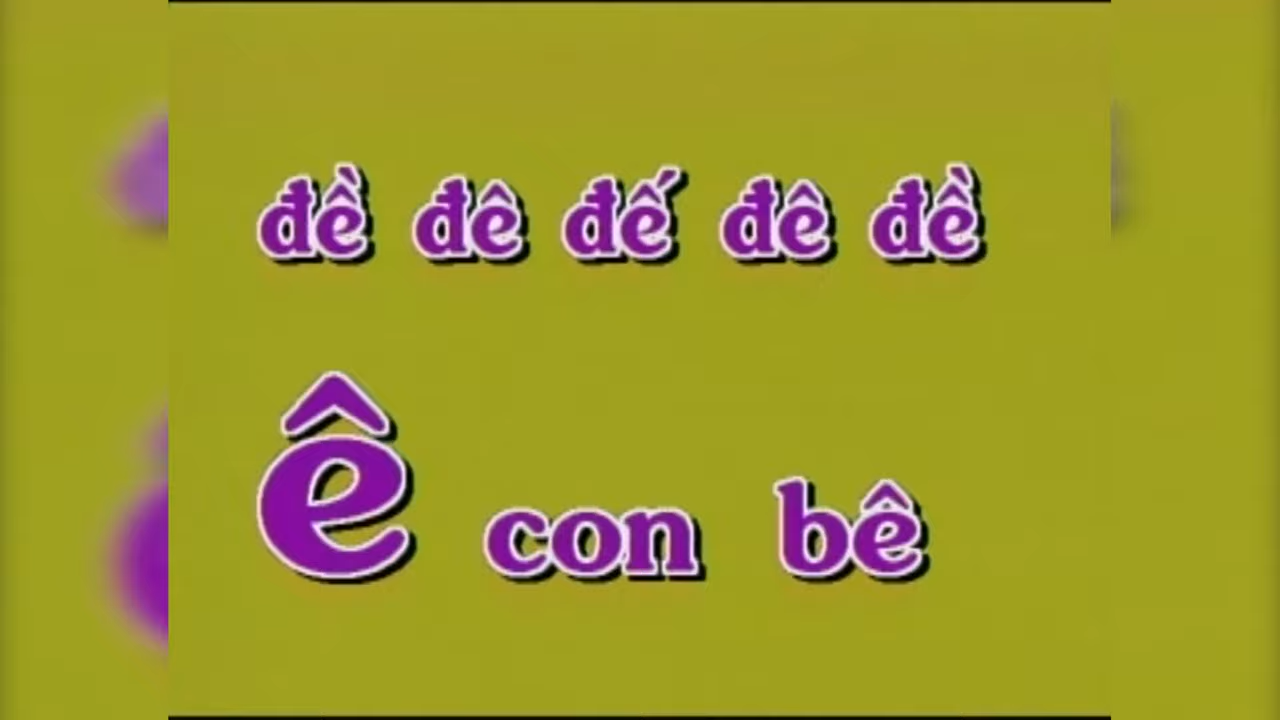 đề đê đế đê đề
ê con bê